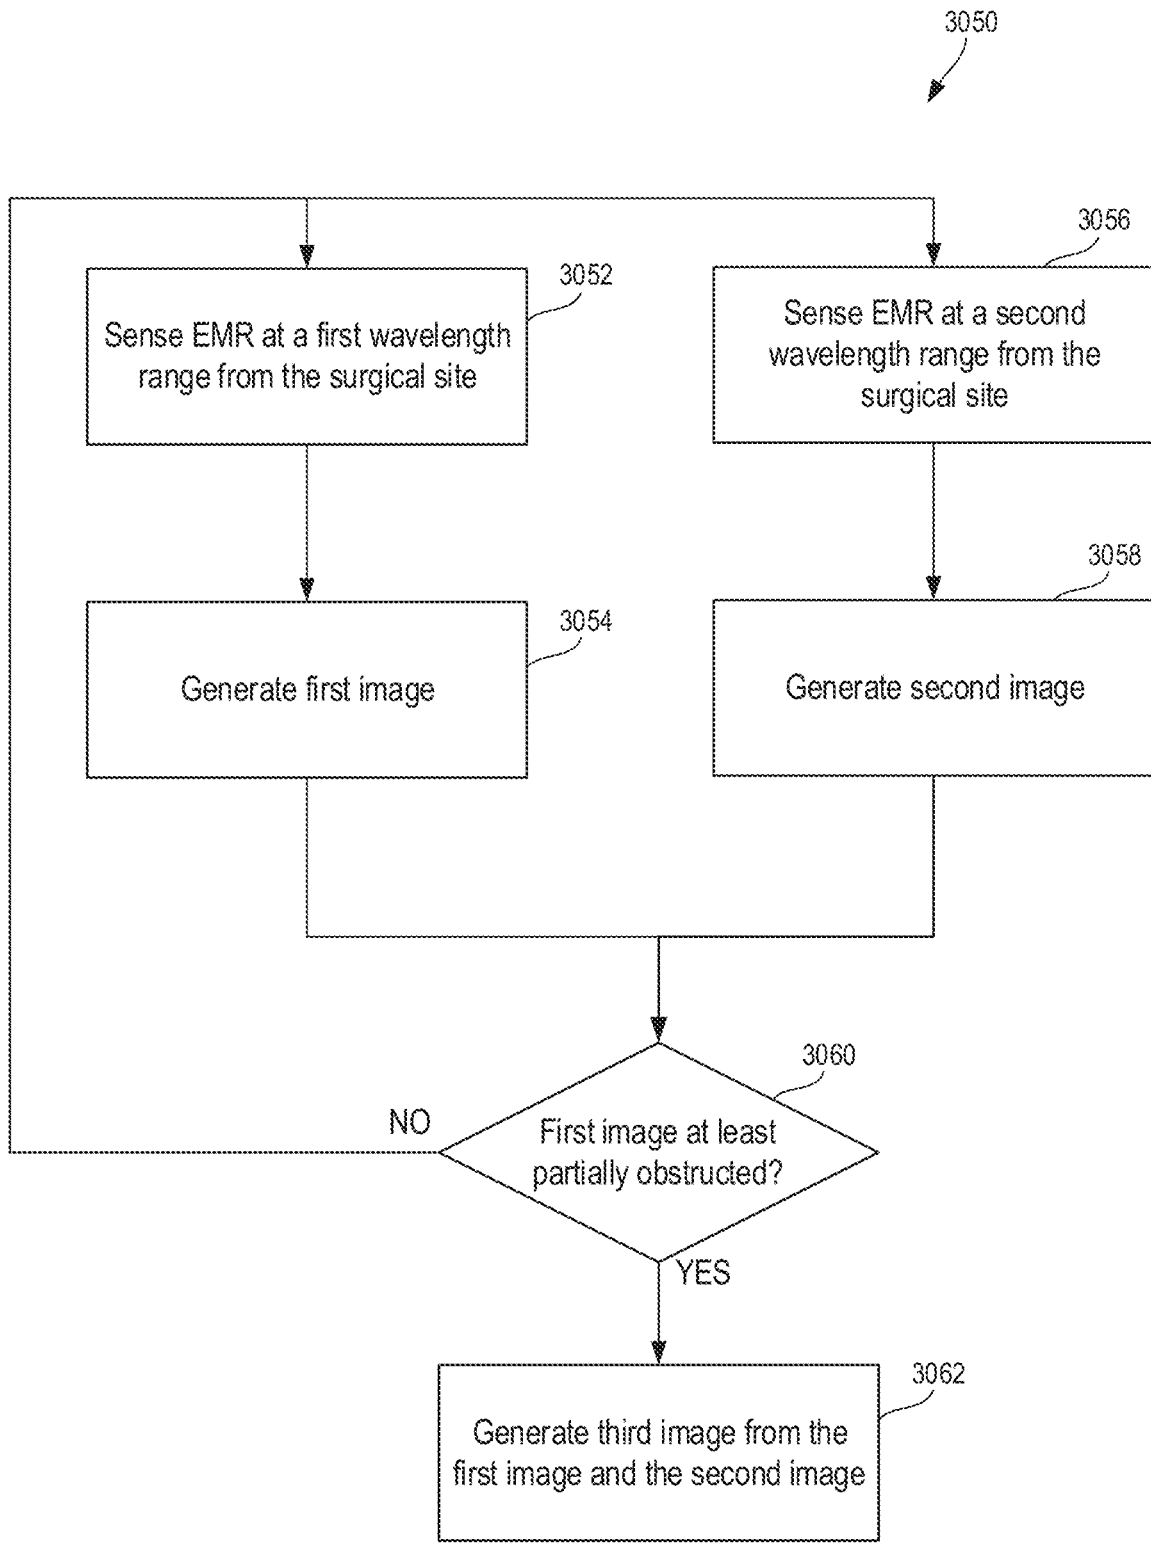 3050
3052
Sense EMR at a first wavelength
range from the surgical site
3056
Sense EMR at a second
wavelength range from the
surgical site
3054
Generate first image
3058
Generate second image
3060
First image at least
partially obstructed?
NO
YES
3062
Generate third image from the
first image and the second image